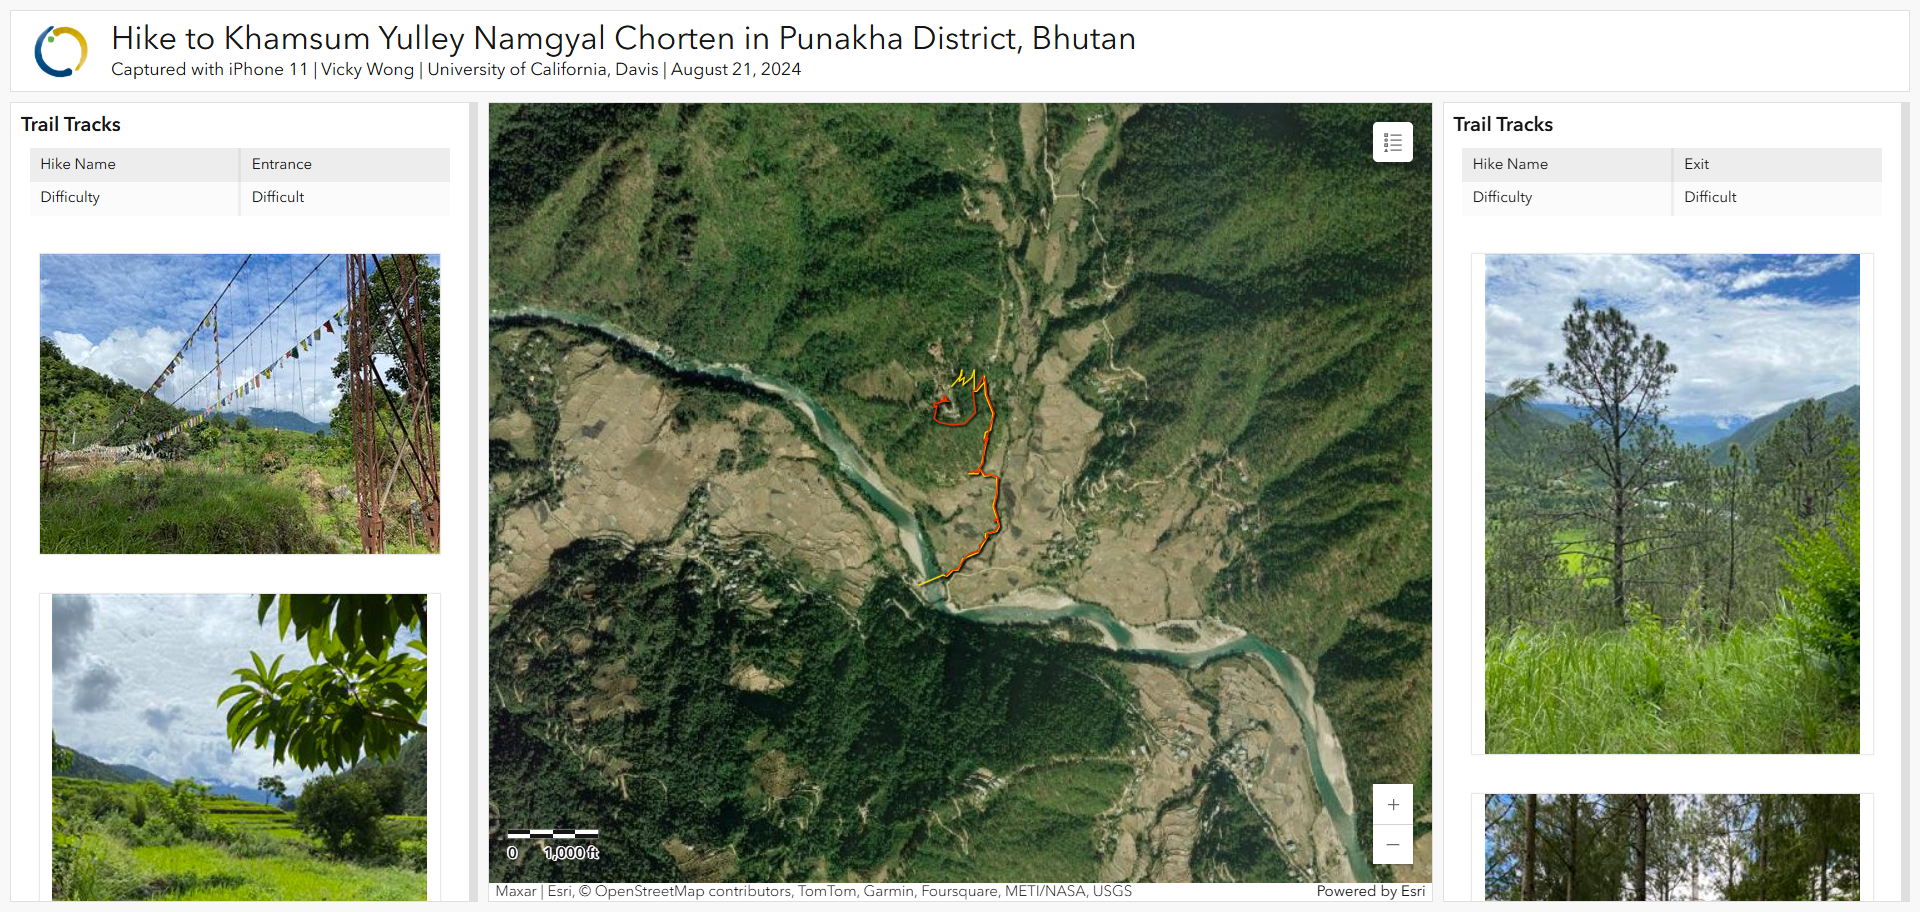 Hike to Khamsum Yulley Namgyal Chorten in Punakha District, Bhutan
Captured with iPhone 11 | Vicky Wong | University of California, Davis | August 21, 2024
Trail Tracks
Hike Name Entrance
Difficulty Difficult
0 1,000 ft
Maxar | Esri, © OpenStreetMap contributors, TomTom, Garmin, Foursquare, METI/NASA, USGS
Powered by Esri
Trail Tracks
Hike Name Exit
Difficulty Difficult